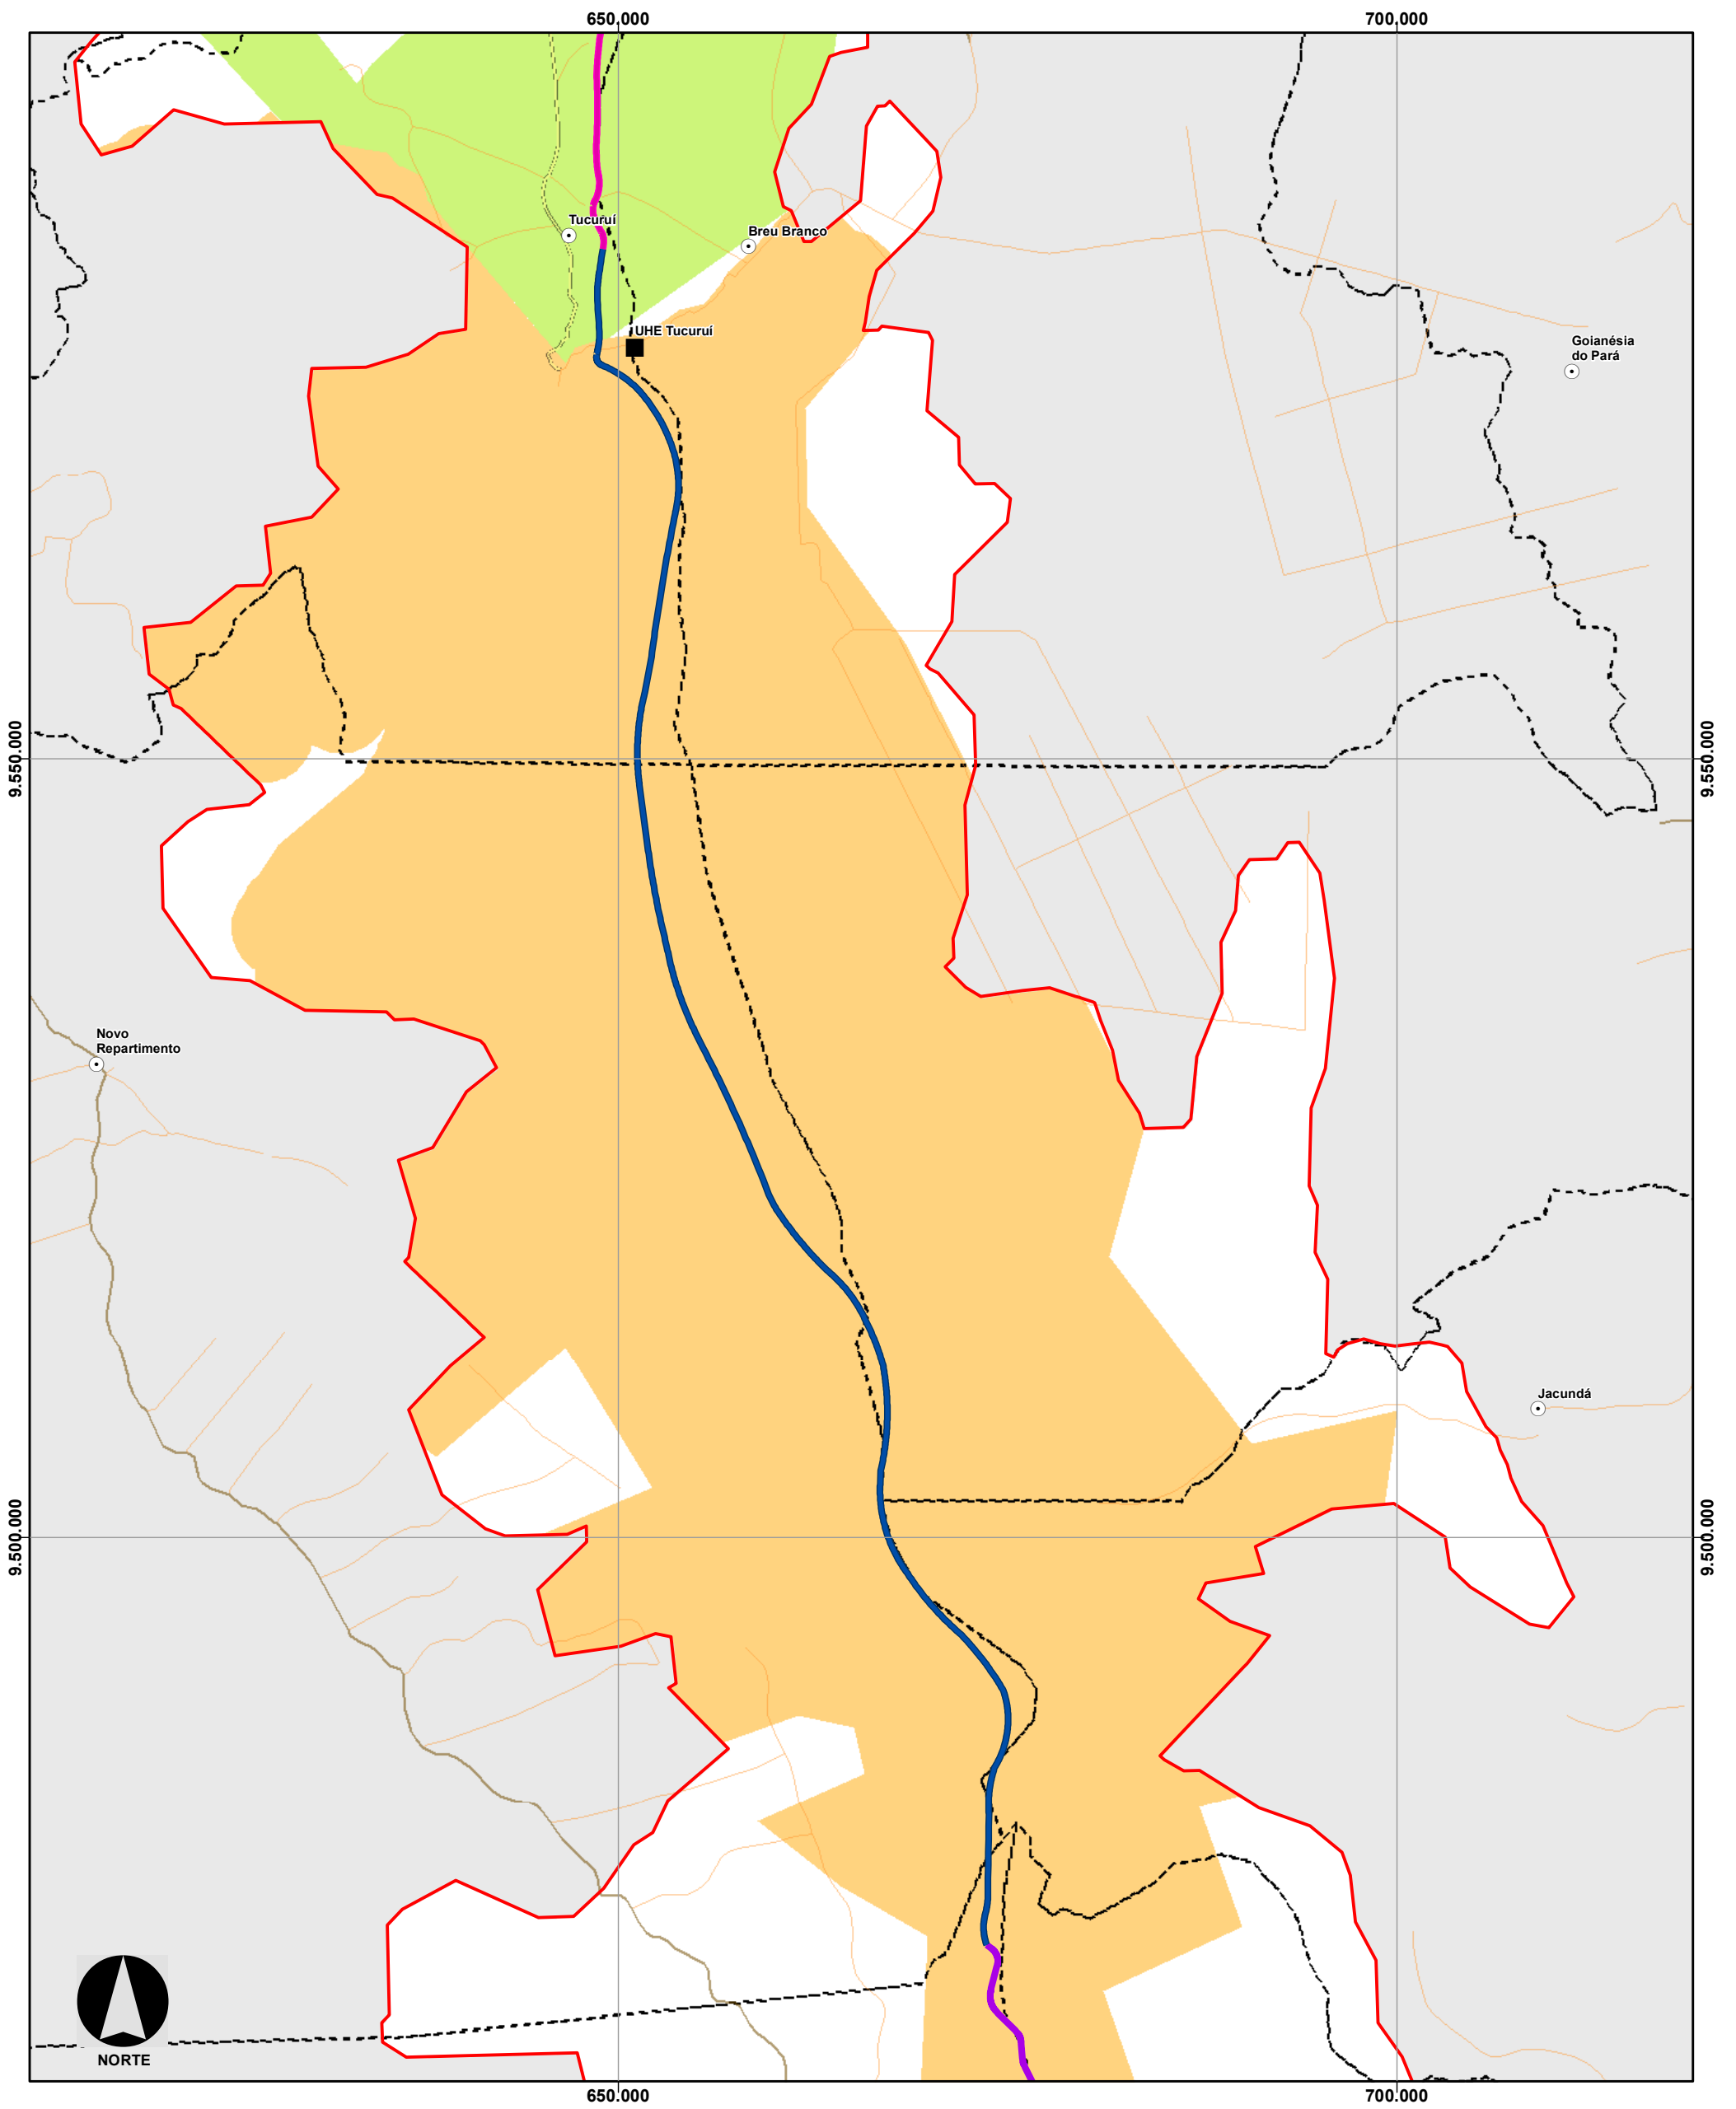 650.000
700.000
Tucuruí
Breu Branco
UHE Tucuruí
Goianésia
do Pará
9.550.000
9.550.000
Novo
Repartimento
Jacundá
9.500.000
9.500.000
NORTE
650.000
700.000